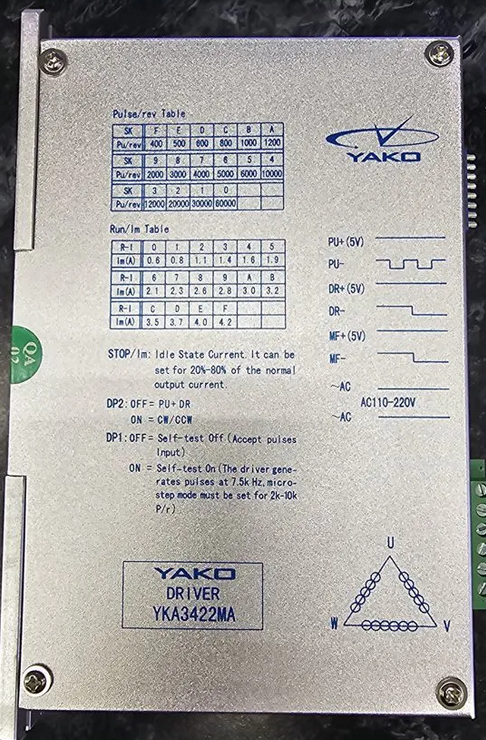 Pulse/rev Table
SK F E D C B A
Pu/rev 400 500 600 800 1000 1200
SK 9 8 7 6 5 4
Pu/rev 2000 3000 4000 5000 6000 10000
SK 3 2 1 0
Pu/rev 12000 20000 30000 60000
YAKO
Run/Im Table
R-I 0 1 2 3 4 5
Im(A) 0.6 0.8 1.1 1.4 1.6 1.9
R-I 6 7 8 9 A B
Im(A) 2.1 2.3 2.6 2.8 3.0 3.2
R-I C D E F
Im(A) 3.5 3.7 4.0 4.2
PU+(5V)
PU-
DR+(5V)
DR-
MF+(5V)
MF-
~AC
AC110-220V
~AC
STOP/Im: Idle State Current. It can be
set for 20%-80% of the normal
output current.
DP2: OFF = PU+DR
ON = CW/CCW
DP1: OFF = Self-test Off (Accept pulses
Input)
ON = Self-test On (The driver gene-
rates pulses at 7.5k Hz, micro-
step mode must be set for 2k-10k
P/r)
QA
YAKO
DRIVER
YKA3422MA
U
W V